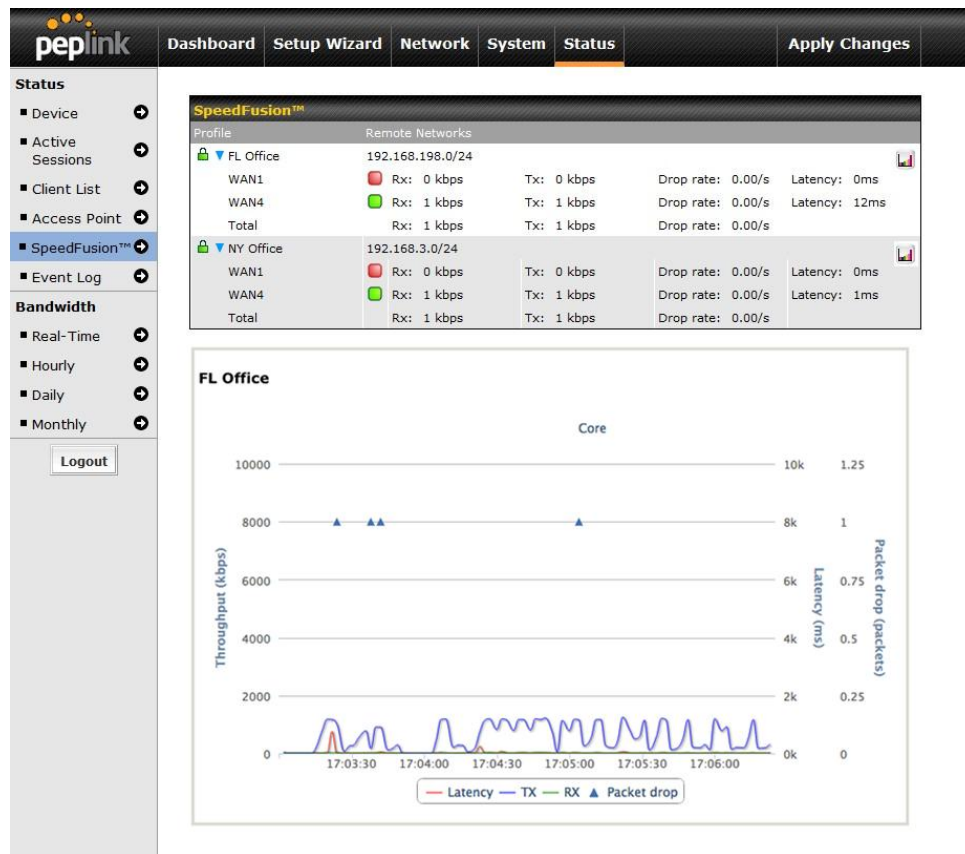 peplink
Dashboard Setup Wizard Network System Status Apply Changes
Status
Device
Active
Sessions
Client List
Access Point
SpeedFusion™
Event Log
Bandwidth
Real-Time
Hourly
Daily
Monthly
Logout
SpeedFusion™
Profile Remote Networks
FL Office 192.168.198.0/24
WAN1 Rx: 0 kbps Tx: 0 kbps Drop rate: 0.00/s Latency: 0ms
WAN4 Rx: 1 kbps Tx: 1 kbps Drop rate: 0.00/s Latency: 12ms
Total Rx: 1 kbps Tx: 1 kbps Drop rate: 0.00/s
NY Office 192.168.3.0/24
WAN1 Rx: 0 kbps Tx: 0 kbps Drop rate: 0.00/s Latency: 0ms
WAN4 Rx: 1 kbps Tx: 1 kbps Drop rate: 0.00/s Latency: 1ms
Total Rx: 1 kbps Tx: 1 kbps Drop rate: 0.00/s
FL Office
Core
10000 10k 1.25
8000 8k 1
6000 6k 0.75
4000 4k 0.5
2000 2k 0.25
0 0k 0
Throughput (kbps)
Latency (ms)
Packet drop (packets)
17:03:30 17:04:00 17:04:30 17:05:00 17:05:30 17:06:00
Latency TX RX Packet drop